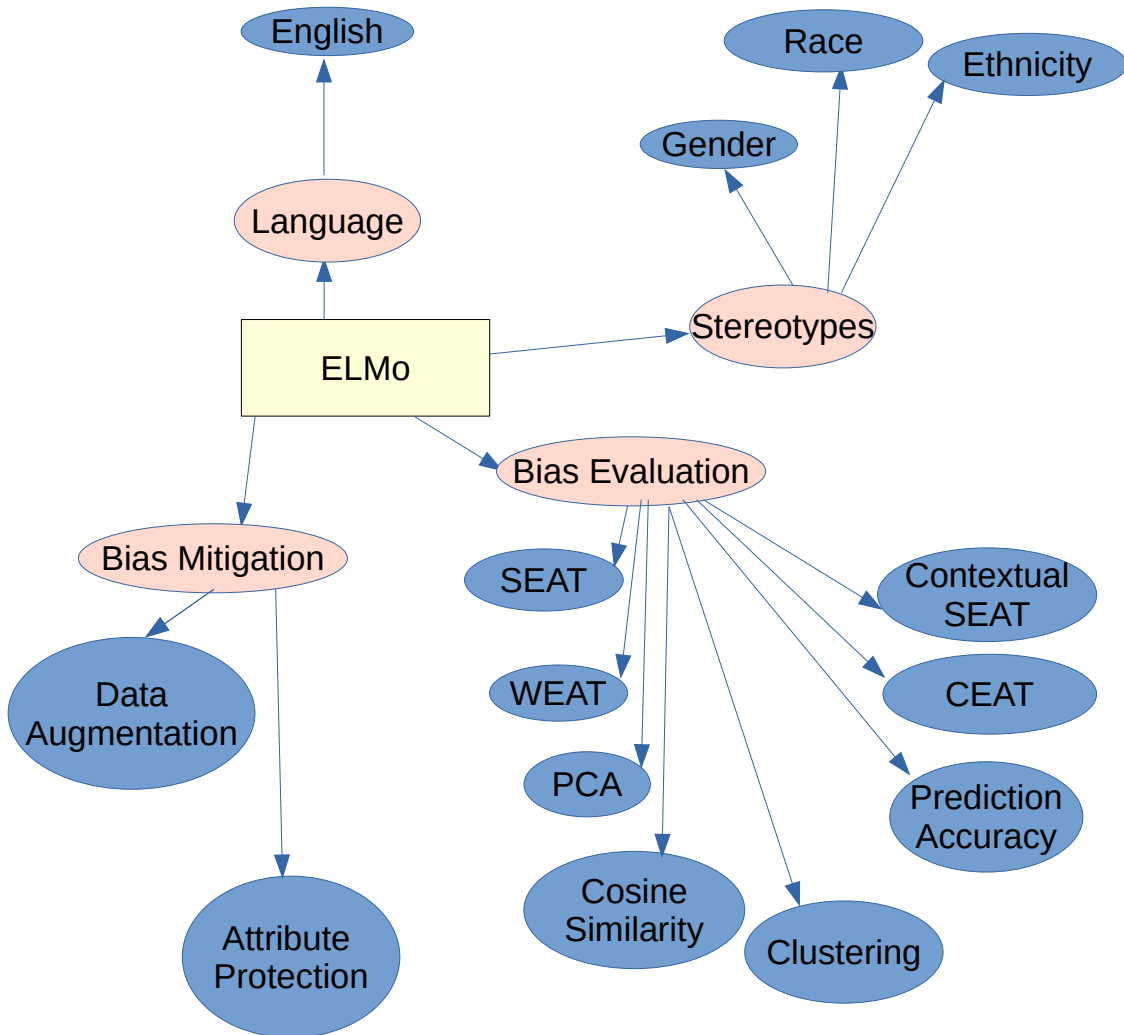 English
Race
Ethnicity
Gender
Language
Stereotypes
ELMo
Bias Evaluation
Bias Mitigation
SEAT
Contextual
SEAT
WEAT
CEAT
Data
Augmentation
PCA
Prediction
Accuracy
Cosine
Similarity
Clustering
Attribute
Protection